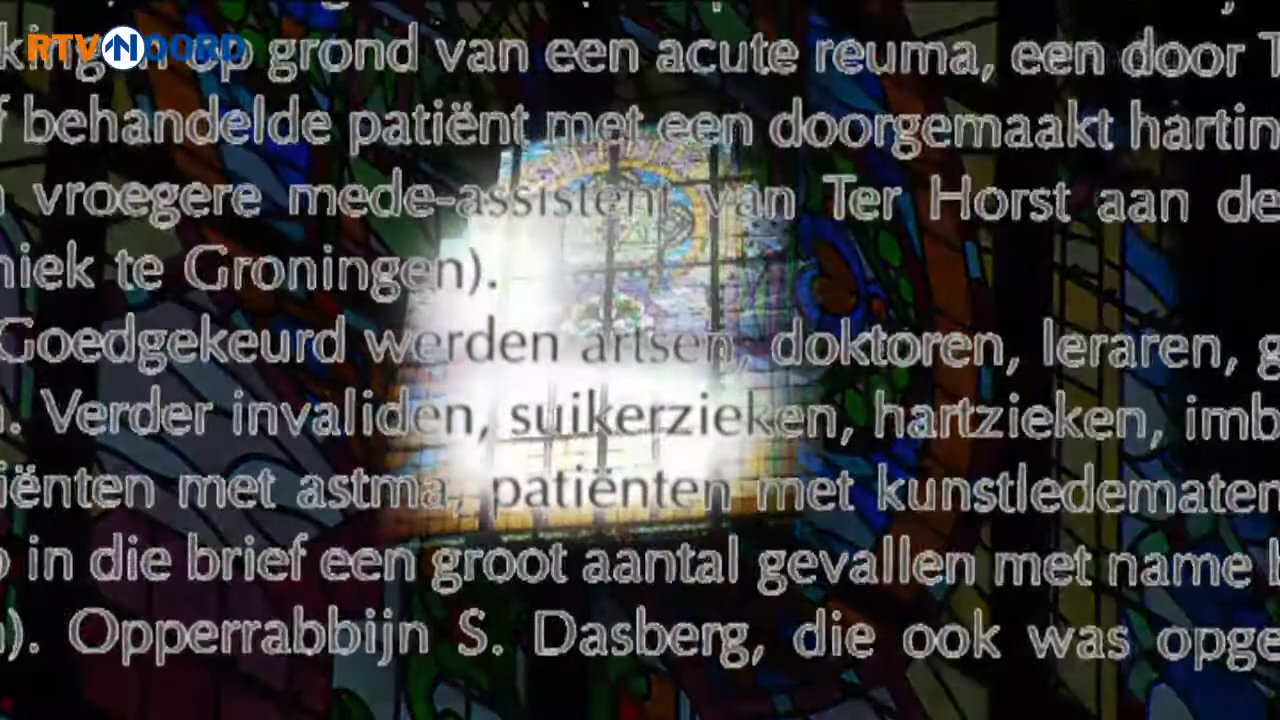 RTV NOORD
kingen op grond van een acute reuma, een door T
f behandelde patiënt met een doorgemaakt hartin
n vroegere mede-assistent van Ter Horst aan de
niek te Groningen).
Goedgekeurd werden artsen, doktoren, leraren, g
n. Verder invaliden, suikerzieken, hartzieken, imb
iënten met astma, patiënten met kunstledematen
o in die brief een groot aantal gevallen met name b
n). Opperrabbijn S. Dasberg, die ook was opge